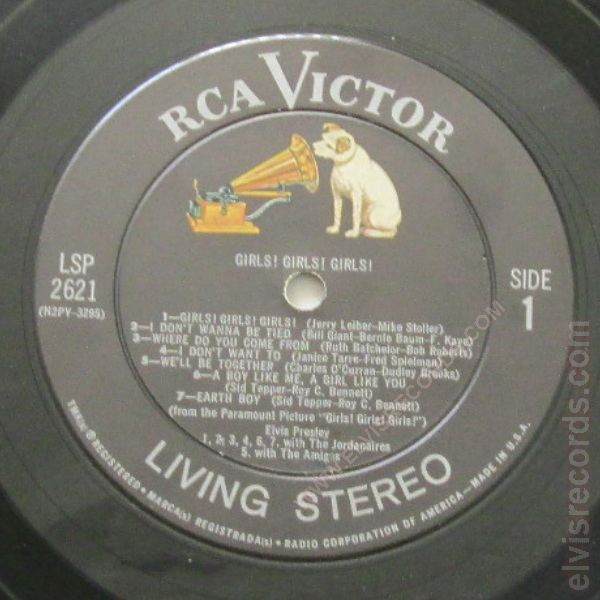 RCA VICTOR
GIRLS! GIRLS! GIRLS!
LSP
2621
(N2PY-3295)
SIDE
1
1—GIRLS! GIRLS! GIRLS! (Jerry Leiber-Mike Stoller)
2—I DON'T WANNA BE TIED (Bill Giant-Bernie Baum-F. Kaye)
3—WHERE DO YOU COME FROM (Ruth Batchelor-Bob Roberts)
4—I DON'T WANT TO (Janice Torre-Fred Spielman)
5—WE'LL BE TOGETHER (Charles O'Curran-Dudley Brooks)
6—A BOY LIKE ME, A GIRL LIKE YOU
(Sid Tepper-Roy C. Bennett)
7—EARTH BOY (Sid Tepper-Roy C. Bennett)
(from the Paramount Picture "Girls! Girls! Girls!")
Elvis Presley
1, 2, 3, 4, 6, 7. with The Jordanaires
5. with The Amigos
LIVING STEREO
TMK(s) ® REGISTERED • MARCA(s) REGISTRADA(s) • RADIO CORPORATION OF AMERICA—MADE IN U.S.A.
WWW.ELVISRECORDS.COM
elvisrecords.com